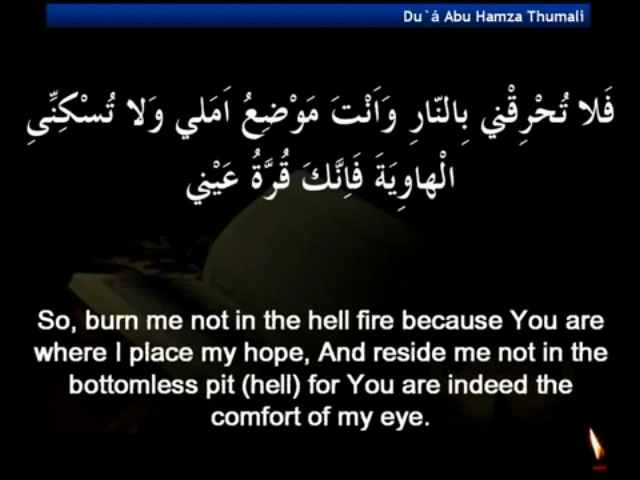 Du`á Abu Hamza Thumali
فَلا تُحْرِقْني بِالنّارِ وَاَنْتَ مَوْضِعُ اَمَلي وَلا تُسْكِنِّىِ
الْهاوِيَةَ فَاِنَّكَ قُرَّةُ عَيْني
So, burn me not in the hell fire because You are
where I place my hope, And reside me not in the
bottomless pit (hell) for You are indeed the
comfort of my eye.